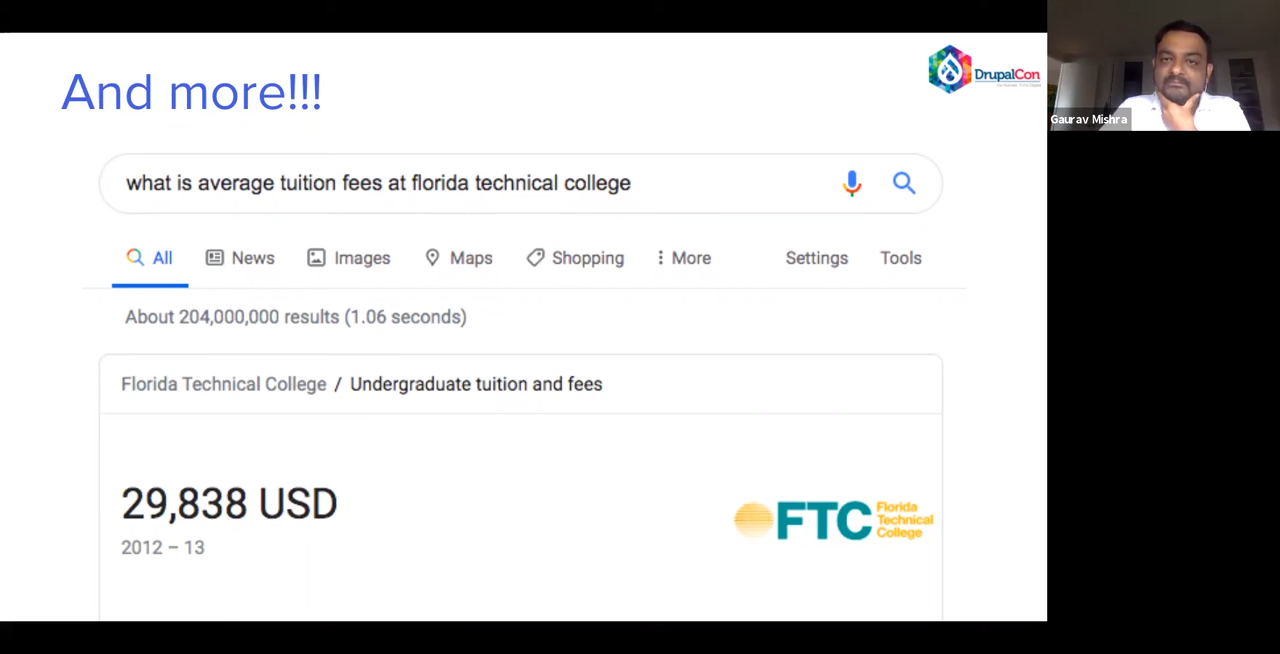 And more!!!
DrupalCon
Gaurav Mishra
what is average tuition fees at florida technical college
All News Images Maps Shopping More Settings Tools
About 204,000,000 results (1.06 seconds)
Florida Technical College / Undergraduate tuition and fees
29,838 USD
2012 – 13
FTC
Florida
Technical
College